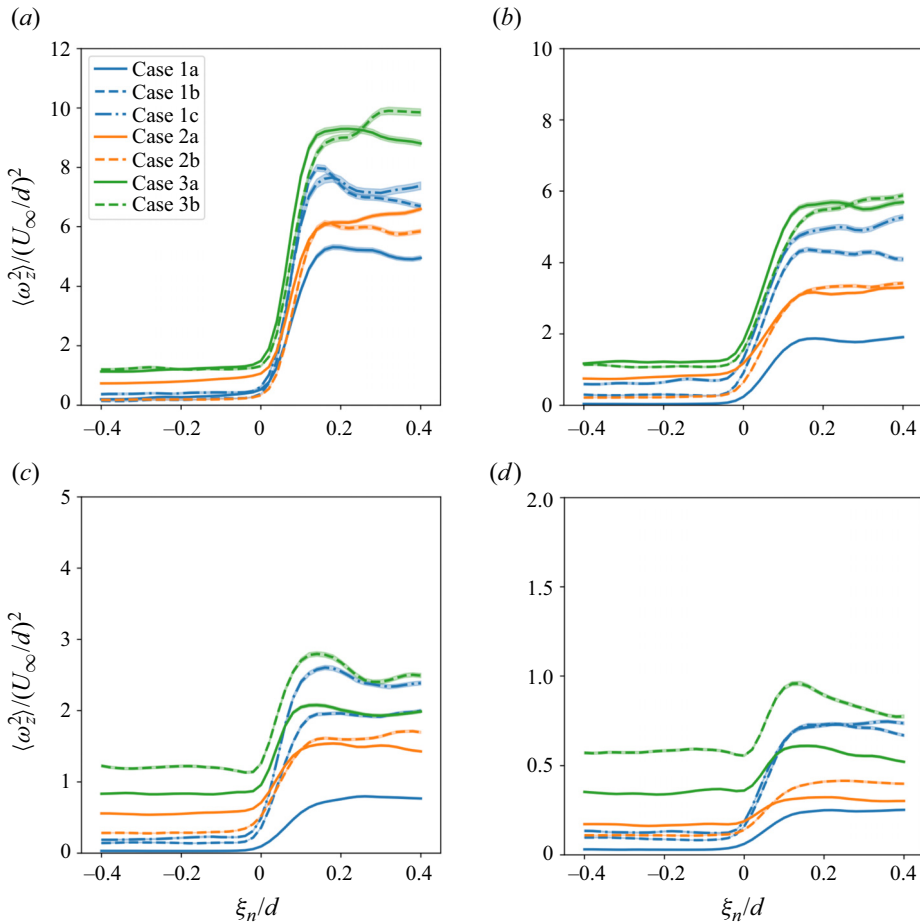 (a)
(b)
12
10
8
6
4
2
0
Case 1a
Case 1b
Case 1c
Case 2a
Case 2b
Case 3a
Case 3b
⟨ω_z^2⟩/(U_∞/d)^2
–0.4
–0.2
0
0.2
0.4
10
8
6
4
2
0
–0.4
–0.2
0
0.2
0.4
(c)
(d)
5
4
3
2
1
0
⟨ω_z^2⟩/(U_∞/d)^2
–0.4
–0.2
0
0.2
0.4
ξ_n/d
2.0
1.5
1.0
0.5
0
–0.4
–0.2
0
0.2
0.4
ξ_n/d